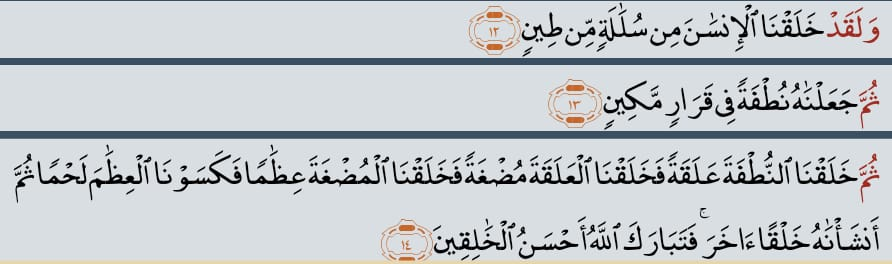 وَلَقَدْ خَلَقْنَا ٱلْإِنسَٰنَ مِن سُلَٰلَةٍ مِّن طِينٍ ١٢
ثُمَّ جَعَلْنَٰهُ نُطْفَةً فِى قَرَارٍ مَّكِينٍ ١٣
ثُمَّ خَلَقْنَا ٱلنُّطْفَةَ عَلَقَةً فَخَلَقْنَا ٱلْعَلَقَةَ مُضْغَةً فَخَلَقْنَا ٱلْمُضْغَةَ عِظَٰمًا فَكَسَوْنَا ٱلْعِظَٰمَ لَحْمًا ثُمَّ
أَنشَأْنَٰهُ خَلْقًا ءَاخَرَ ۚ فَتَبَارَكَ ٱللَّهُ أَحْسَنُ ٱلْخَٰلِقِينَ ١٤